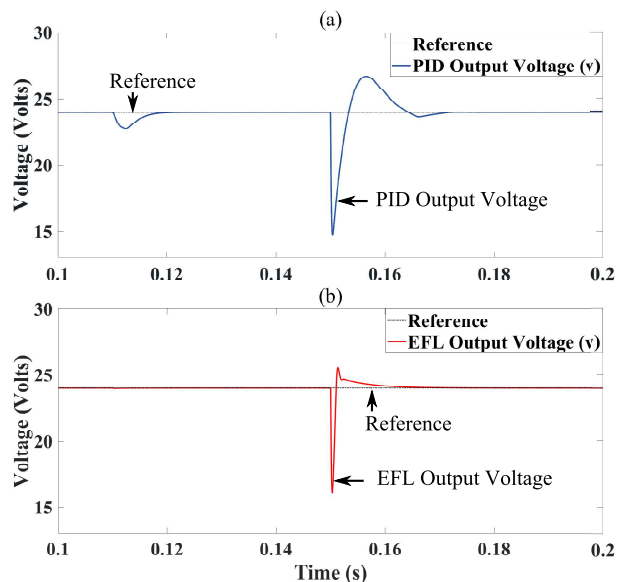 (a)
30
25
20
15
Voltage (Volts)
Reference
PID Output Voltage (v)
Reference
PID Output Voltage
0.1
0.12
0.14
0.16
0.18
0.2
(b)
30
25
20
15
Voltage (Volts)
Reference
EFL Output Voltage (v)
Reference
EFL Output Voltage
0.1
0.12
0.14
0.16
0.18
0.2
Time (s)